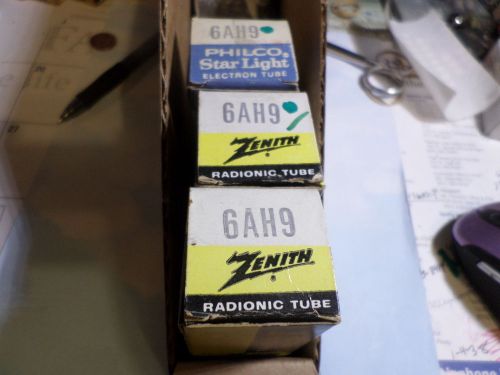 6AH9
PHILCO®
Star Light
ELECTRON TUBE
6AH9
ZENITH®
RADIONIC TUBE
6AH9
ZENITH®
RADIONIC TUBE